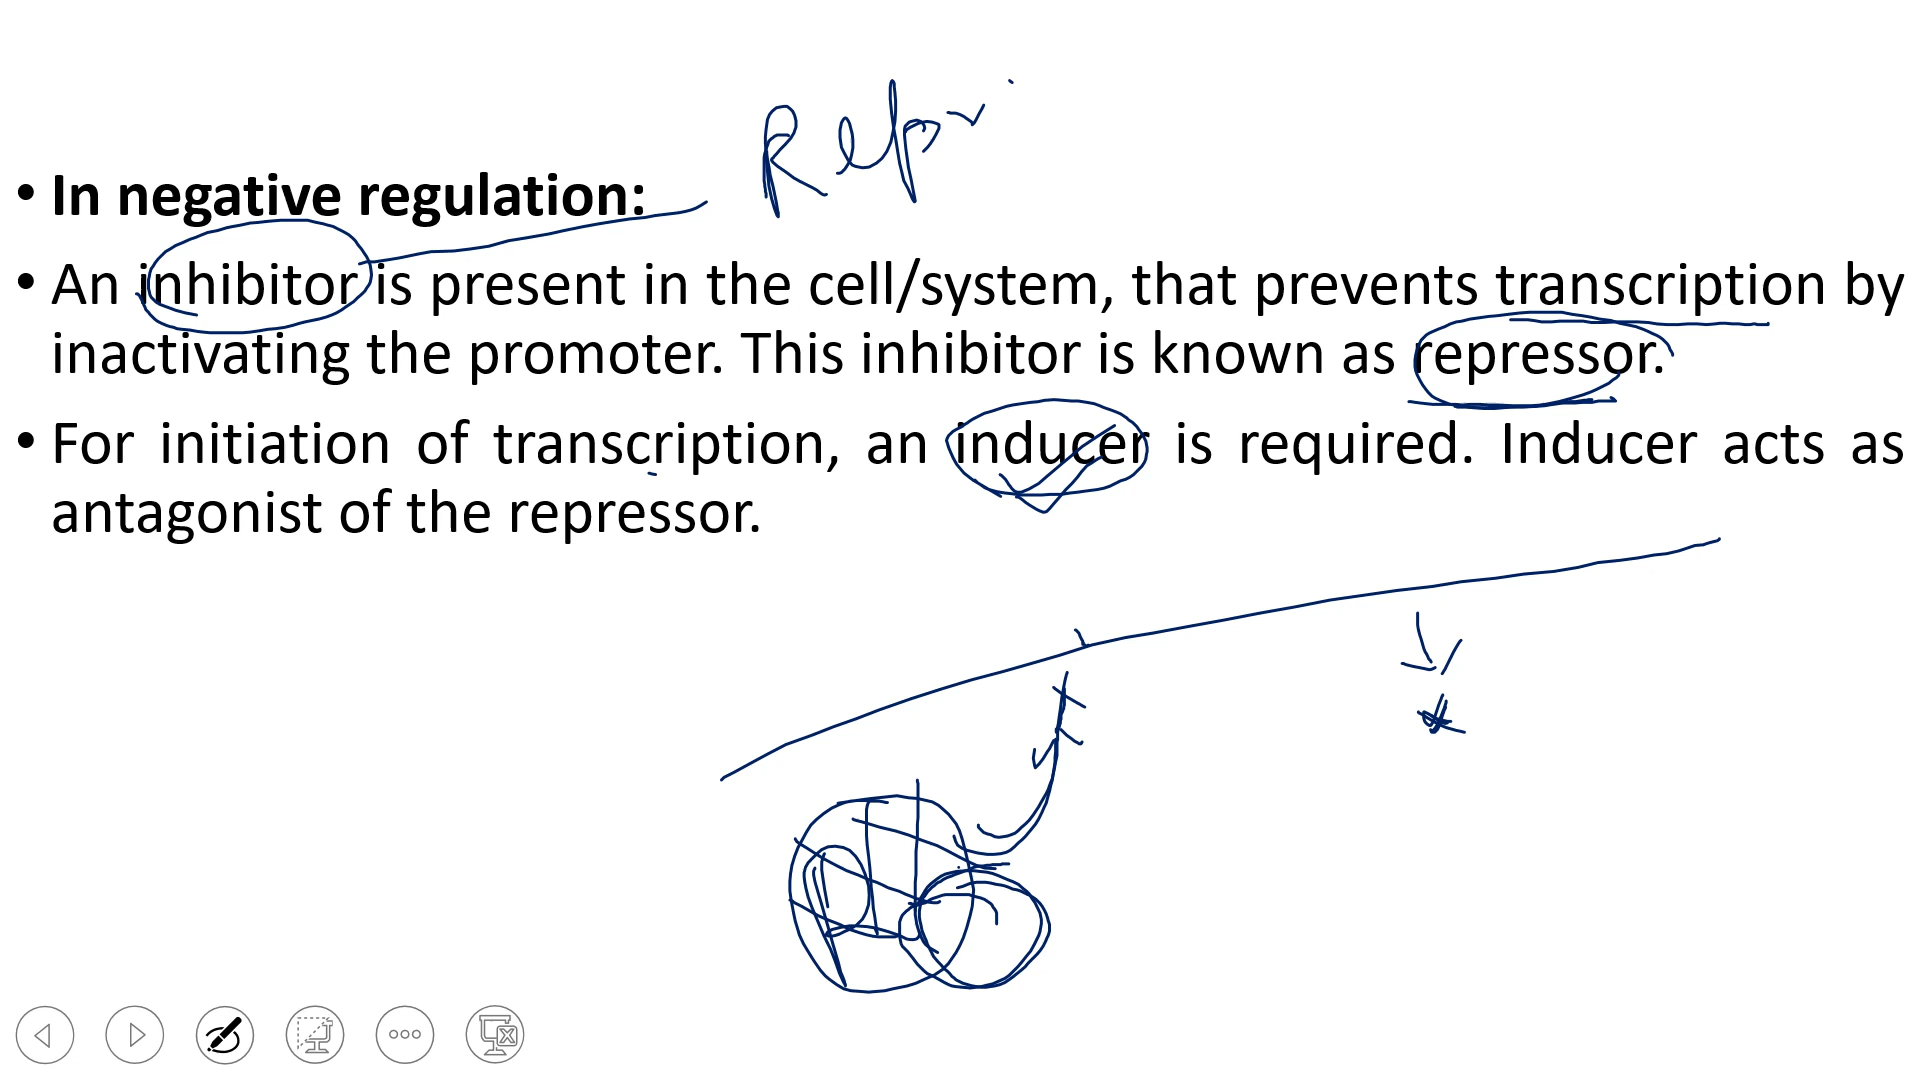 • In negative regulation:
• An inhibitor is present in the cell/system, that prevents transcription by
inactivating the promoter. This inhibitor is known as repressor.
• For initiation of transcription, an inducer is required. Inducer acts as
antagonist of the repressor.